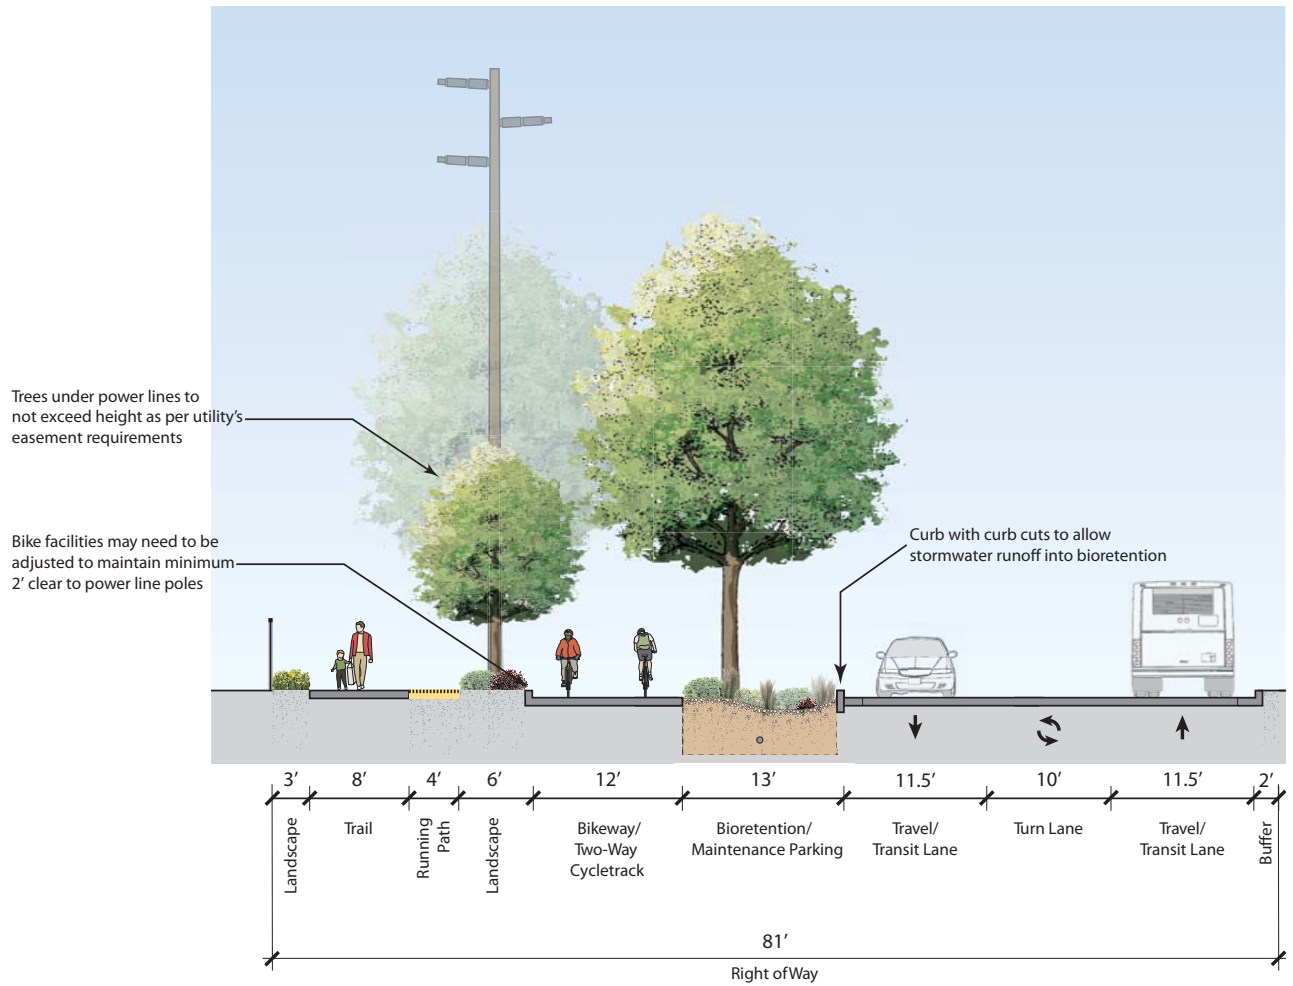 Trees under power lines to
not exceed height as per utility’s
easement requirements
Bike facilities may need to be
adjusted to maintain minimum
2’ clear to power line poles
Curb with curb cuts to allow
stormwater runoff into bioretention
3’
8’
4’
6’
12’
13’
11.5’
10’
11.5’
2’
Landscape
Trail
Running
Path
Landscape
Bikeway/
Two-Way
Cycletrack
Bioretention/
Maintenance Parking
Travel/
Transit Lane
Turn Lane
Travel/
Transit Lane
Buffer
81’
Right of Way